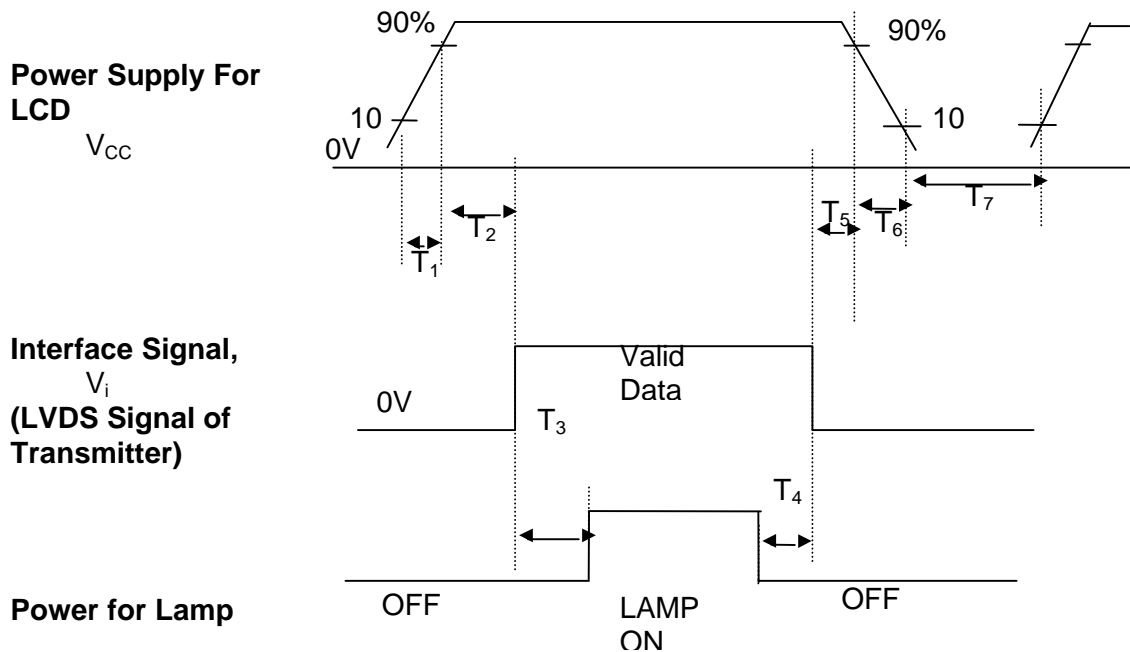 90%
90%
Power Supply For
LCD
10
10
VCC
0V
T2
T5
T6
T7
T1
Interface Signal,
Vi
(LVDS Signal of
Transmitter)
0V
Valid
Data
T3
T4
Power for Lamp
OFF
LAMP
ON
OFF